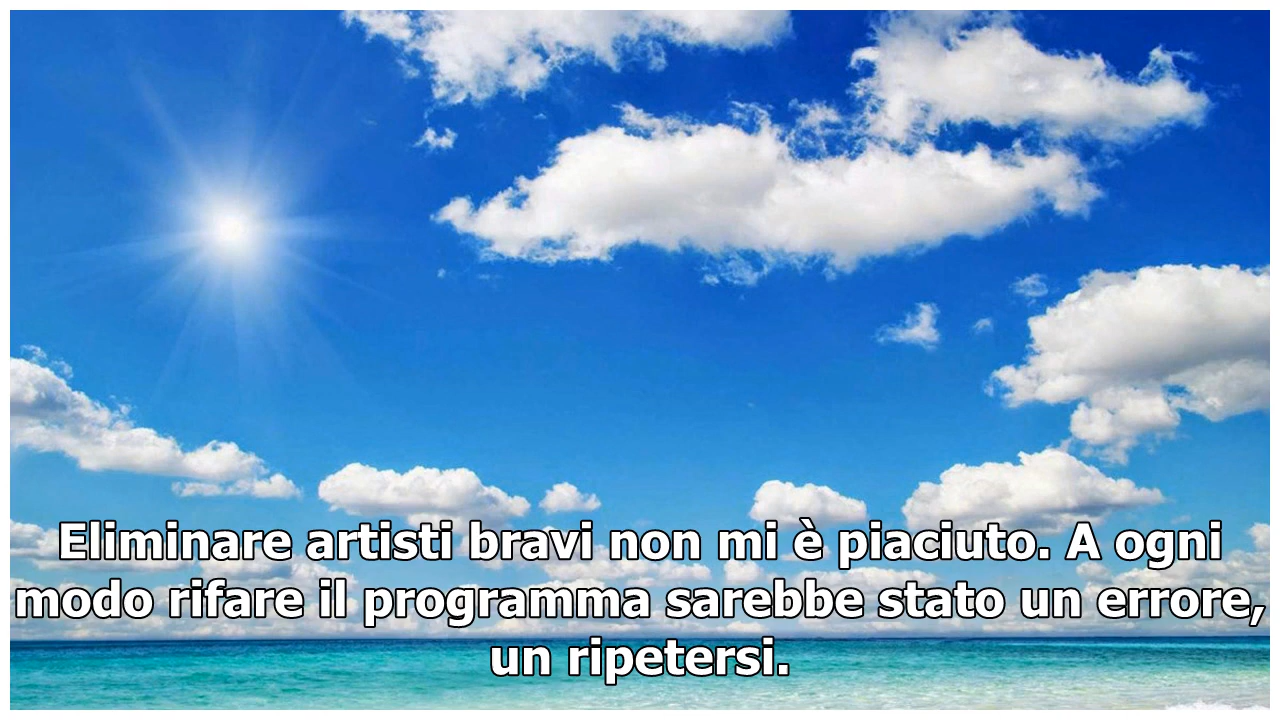 Eliminare artisti bravi non mi è piaciuto. A ogni
modo rifare il programma sarebbe stato un errore,
un ripetersi.